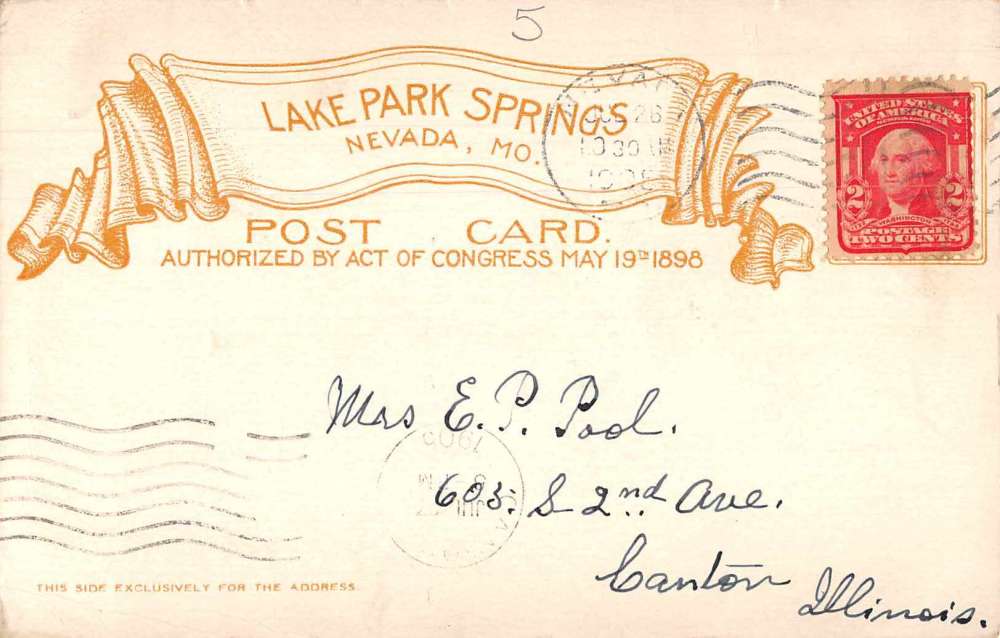 5
LAKE PARK SPRINGS
NEVADA, MO.
POST CARD.
AUTHORIZED BY ACT OF CONGRESS MAY 19TH 1898
UNITED STATES
OF AMERICA
2 2
WASHINGTON
POSTAGE
TWO CENTS
Mrs E. P. Pool.
603. S 2nd Ave.
Canton
Illinois.
THIS SIDE EXCLUSIVELY FOR THE ADDRESS.